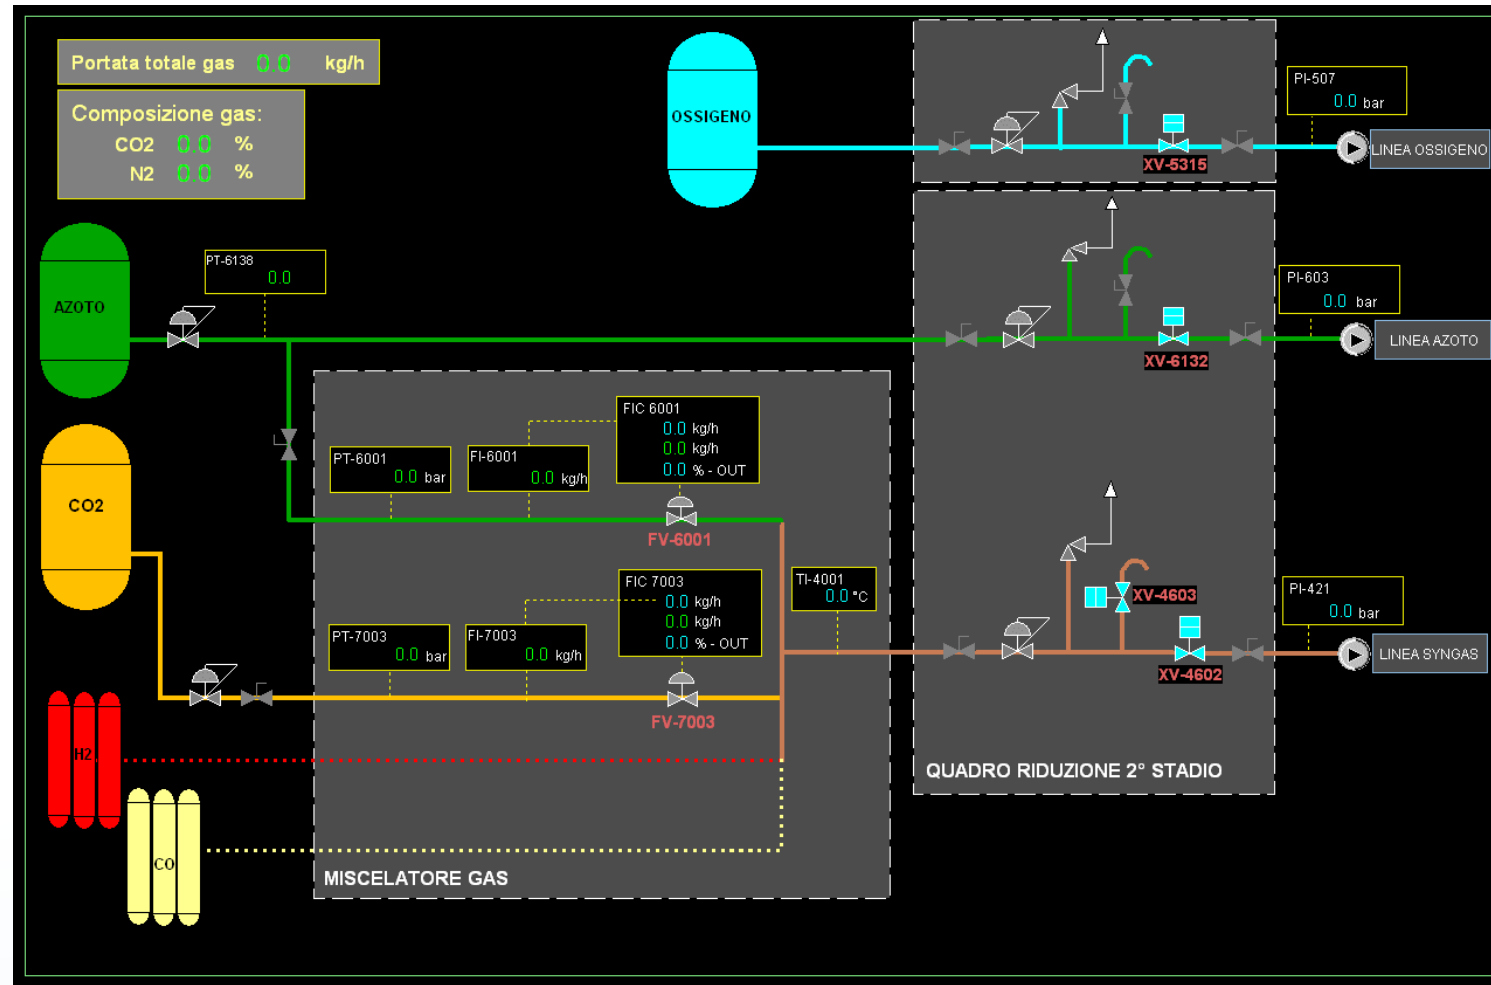 Portata totale gas 0.0 kg/h
Composizione gas:
CO2 0.0 %
N2 0.0 %
OSSIGENO
XV-5315
PI-507
0.0 bar
LINEA OSSIGENO
AZOTO
PT-6138
0.0
XV-6132
PI-603
0.0 bar
LINEA AZOTO
CO2
PT-6001
0.0 bar
FI-6001
0.0 kg/h
FIC 6001
0.0 kg/h
0.0 kg/h
0.0 % - OUT
FV-6001
PT-7003
0.0 bar
FI-7003
0.0 kg/h
FIC 7003
0.0 kg/h
0.0 kg/h
0.0 % - OUT
FV-7003
TI-4001
0.0 °C
XV-4603
XV-4602
PI-421
0.0 bar
LINEA SYNGAS
H2
CO
MISCELATORE GAS
QUADRO RIDUZIONE 2° STADIO